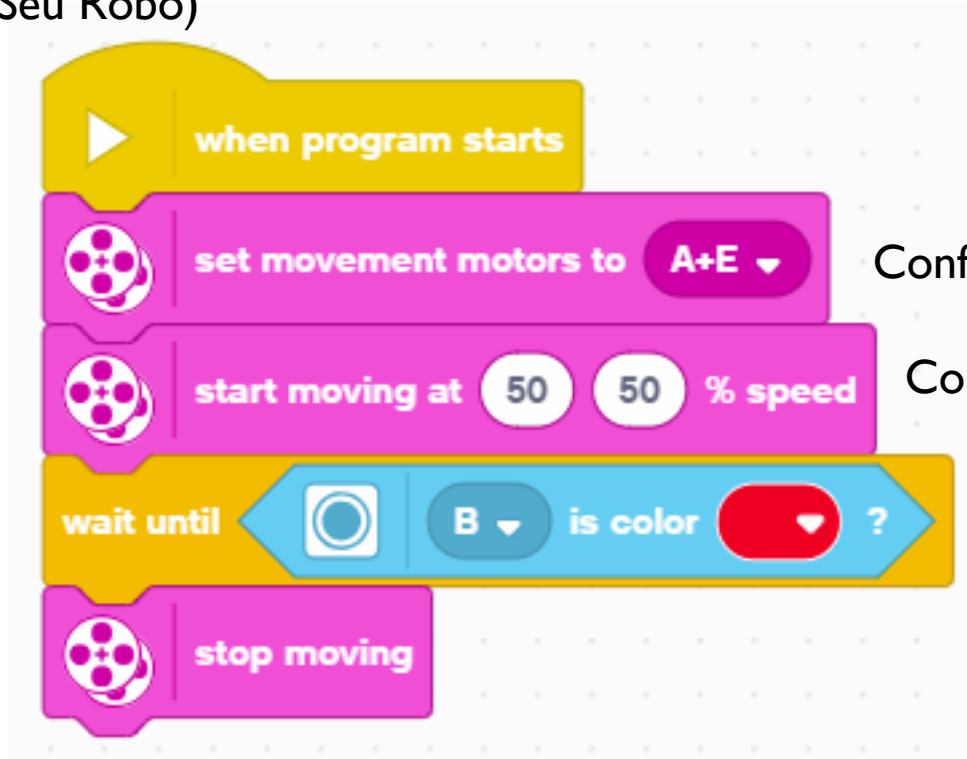 Seu Robô)
when program starts
set movement motors to A+E
Conf
start moving at 50 50 % speed
Co
wait until B is color ?
stop moving